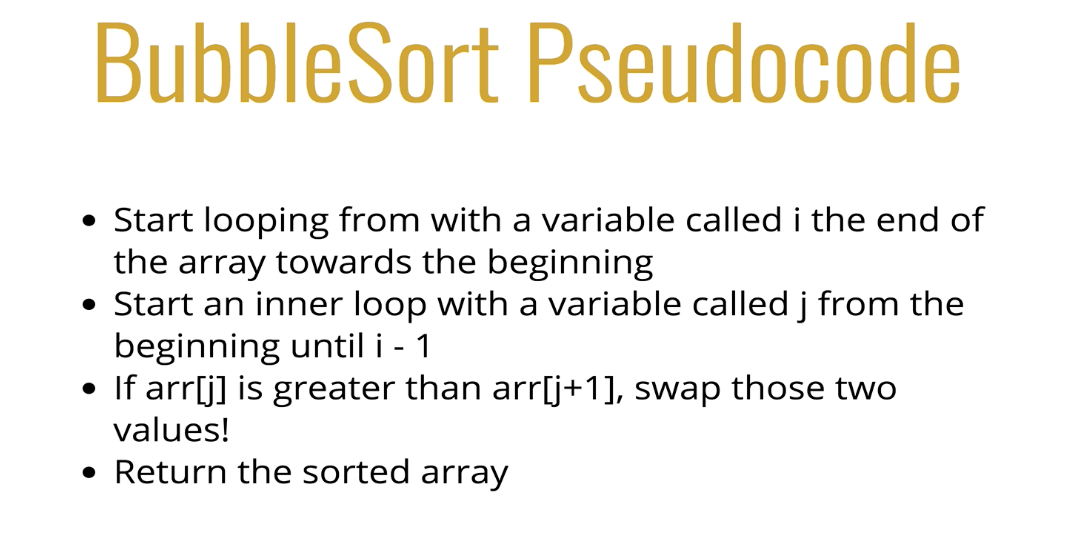 BubbleSort Pseudocode
• Start looping from with a variable called i the end of
the array towards the beginning
• Start an inner loop with a variable called j from the
beginning until i - 1
• If arr[j] is greater than arr[j+1], swap those two
values!
• Return the sorted array